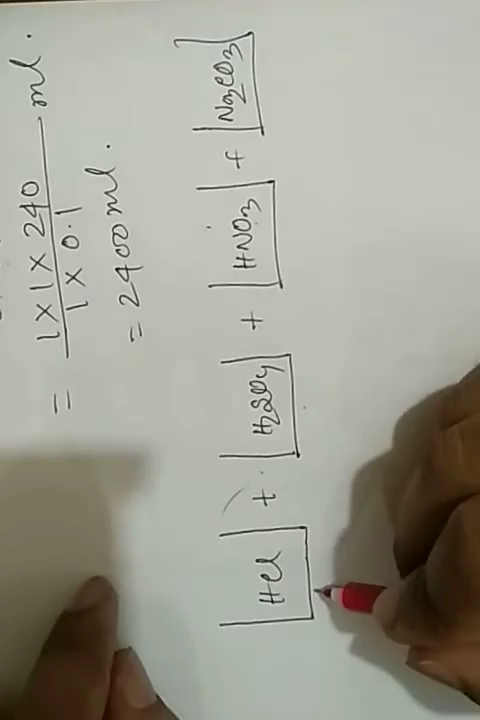 = 1 × 1 × 240 / 1 × 0.1 ml.
= 2400 ml.
HCl + H2SO4 + HNO3 + Na2CO3